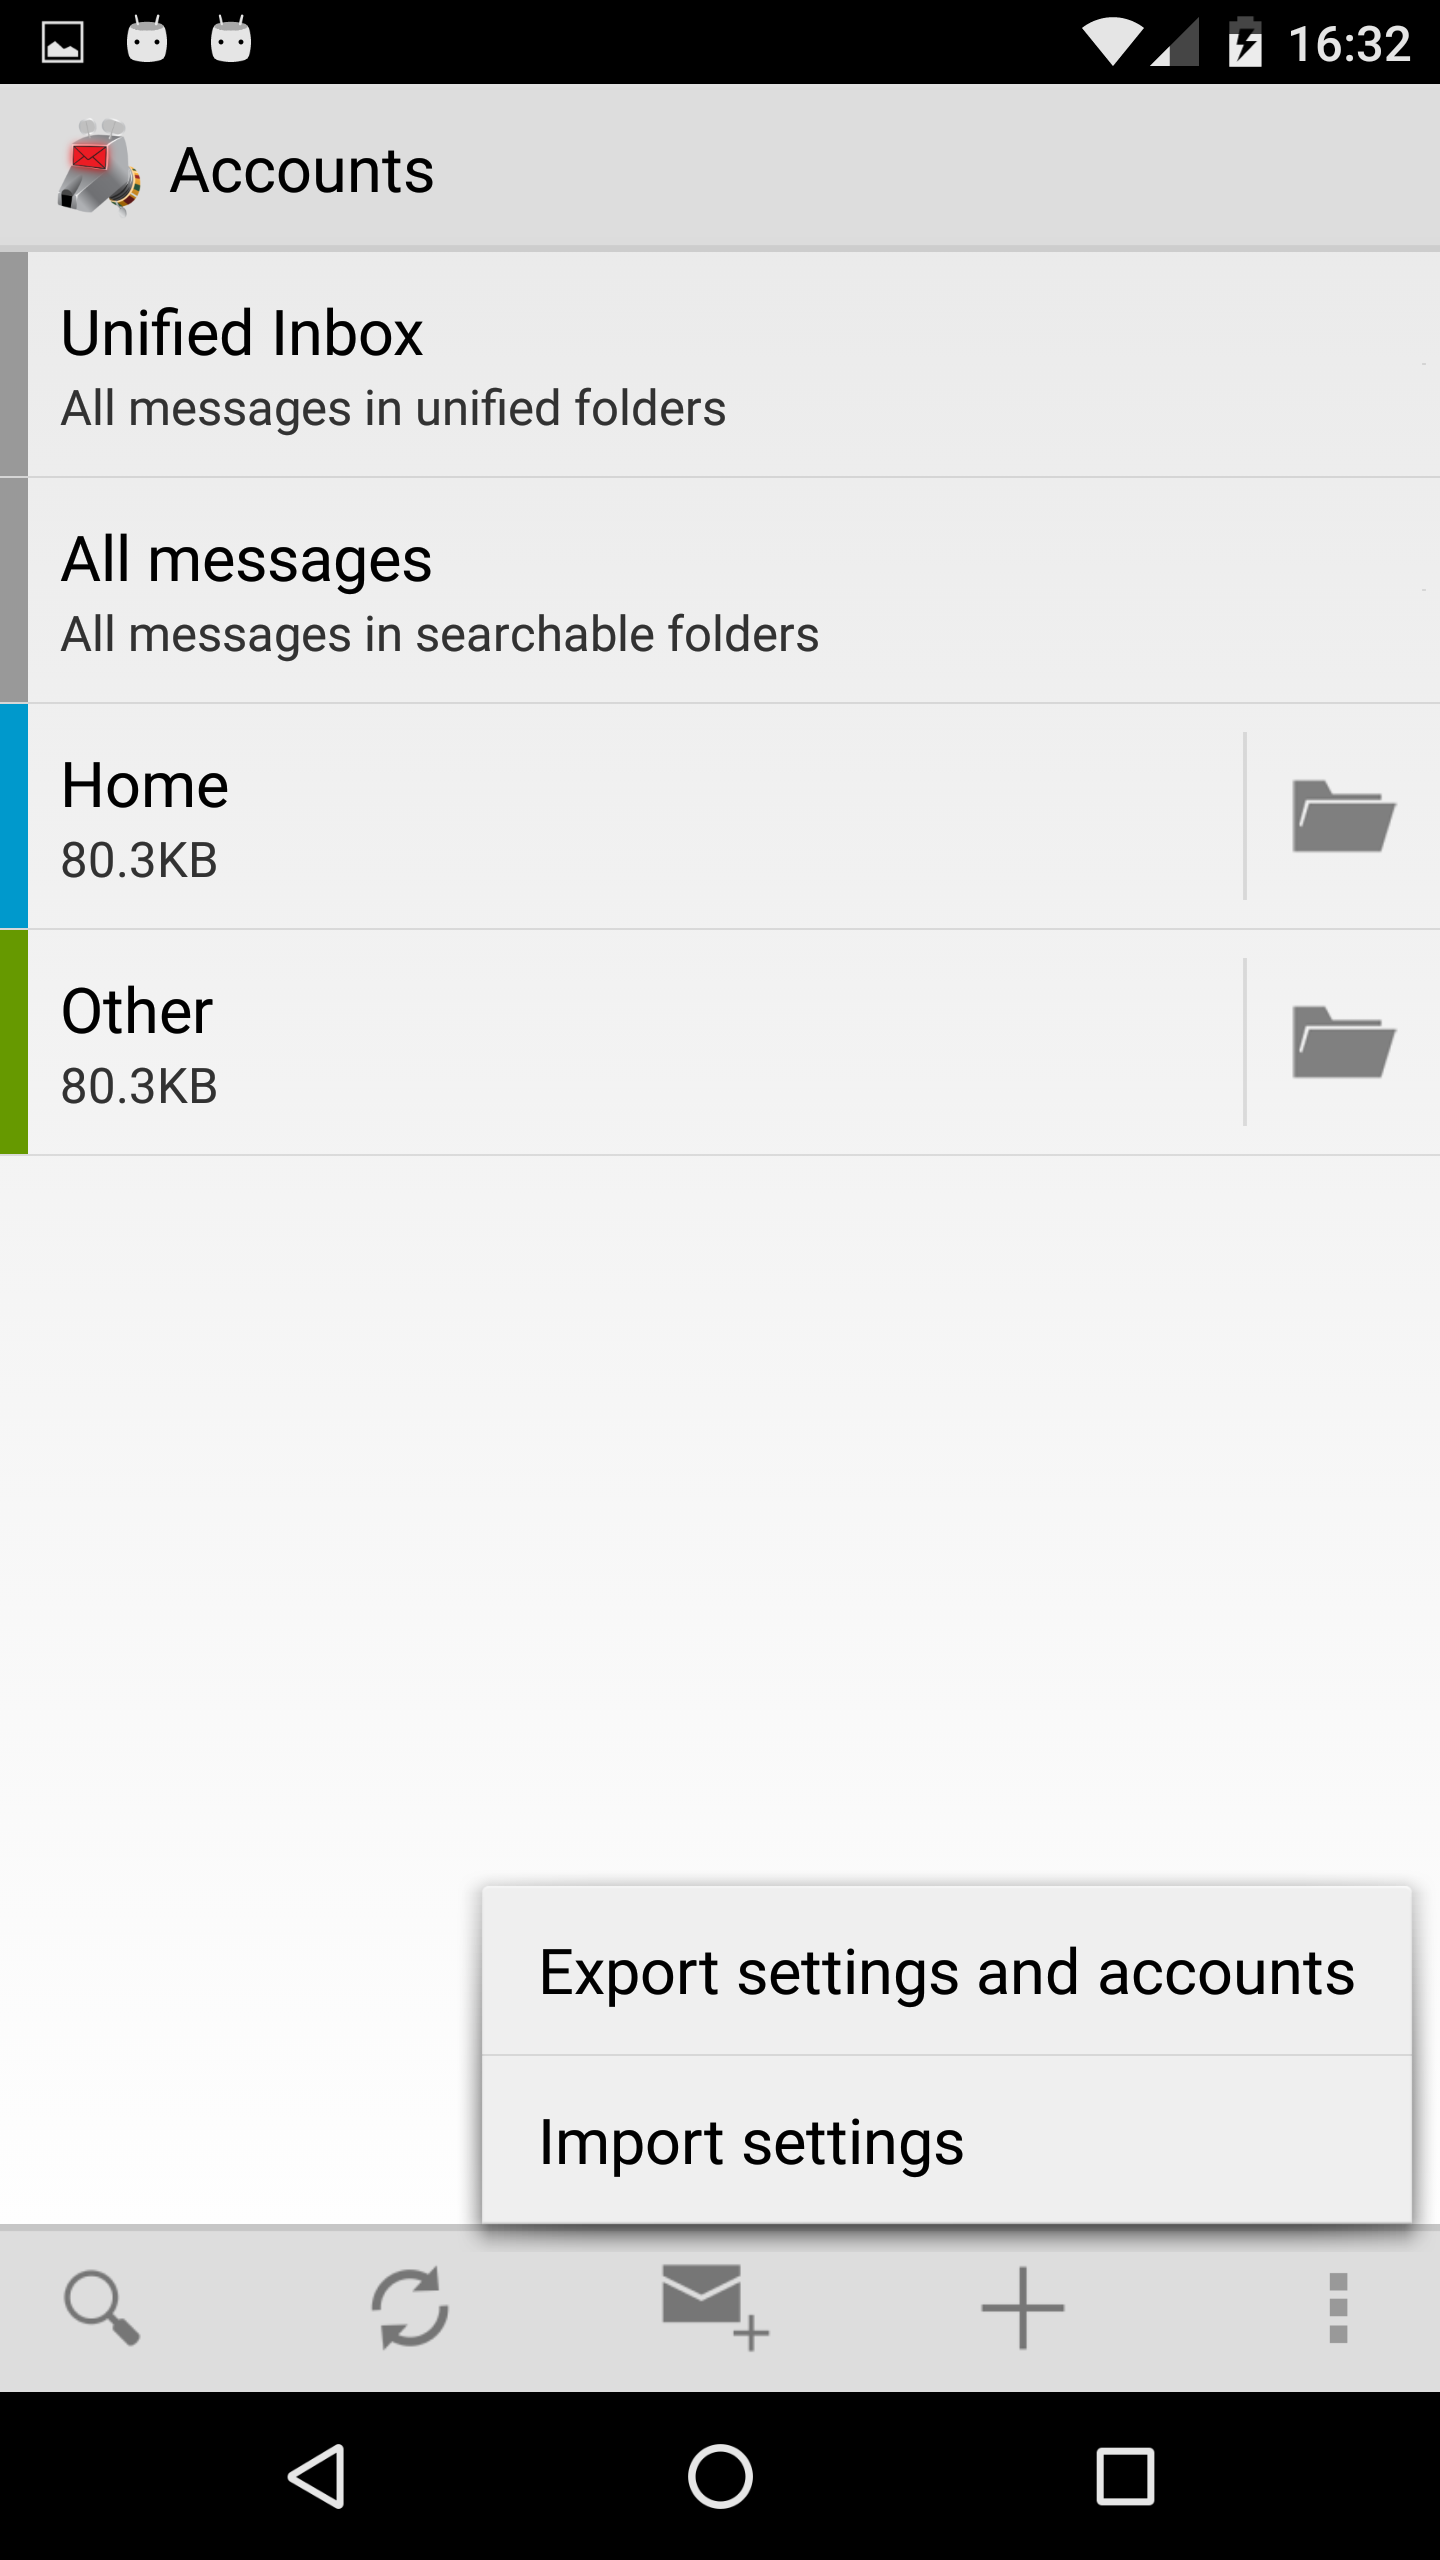 16:32
Accounts
Unified Inbox
All messages in unified folders
All messages
All messages in searchable folders
Home
80.3KB
Other
80.3KB
Export settings and accounts
Import settings